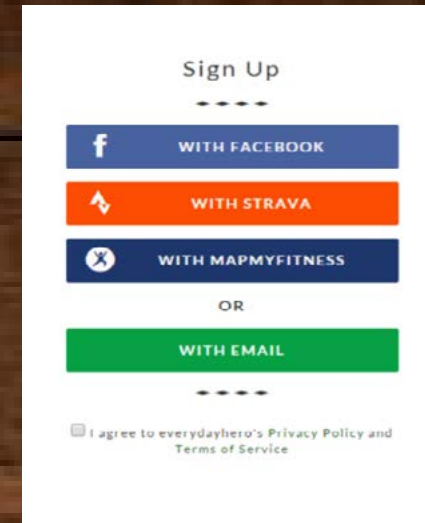 Sign Up
WITH FACEBOOK
WITH STRAVA
WITH MAPMYFITNESS
OR
WITH EMAIL
I agree to everydayhero's Privacy Policy and
Terms of Service